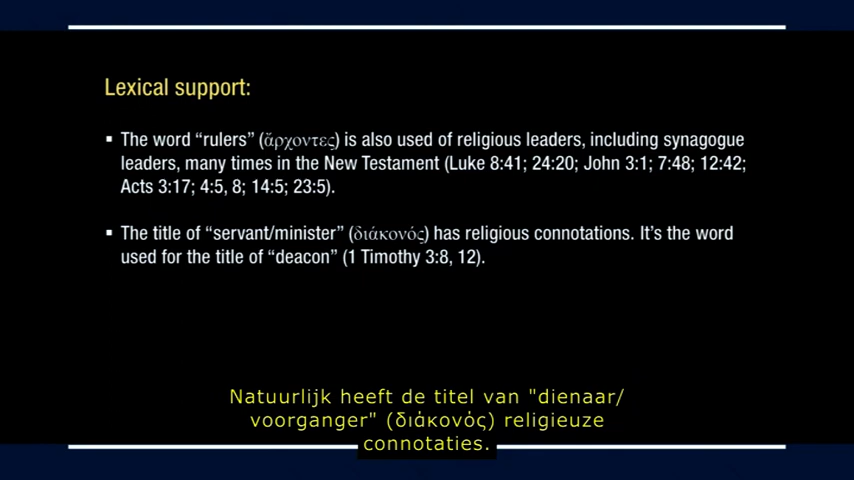 Lexical support:
▪ The word “rulers” (ἄρχοντες) is also used of religious leaders, including synagogue
leaders, many times in the New Testament (Luke 8:41; 24:20; John 3:1; 7:48; 12:42;
Acts 3:17; 4:5, 8; 14:5; 23:5).
▪ The title of “servant/minister” (διάκονός) has religious connotations. It’s the word
used for the title of “deacon” (1 Timothy 3:8, 12).
Natuurlijk heeft de titel van "dienaar/
voorganger" (διάκονός) religieuze
connotaties.